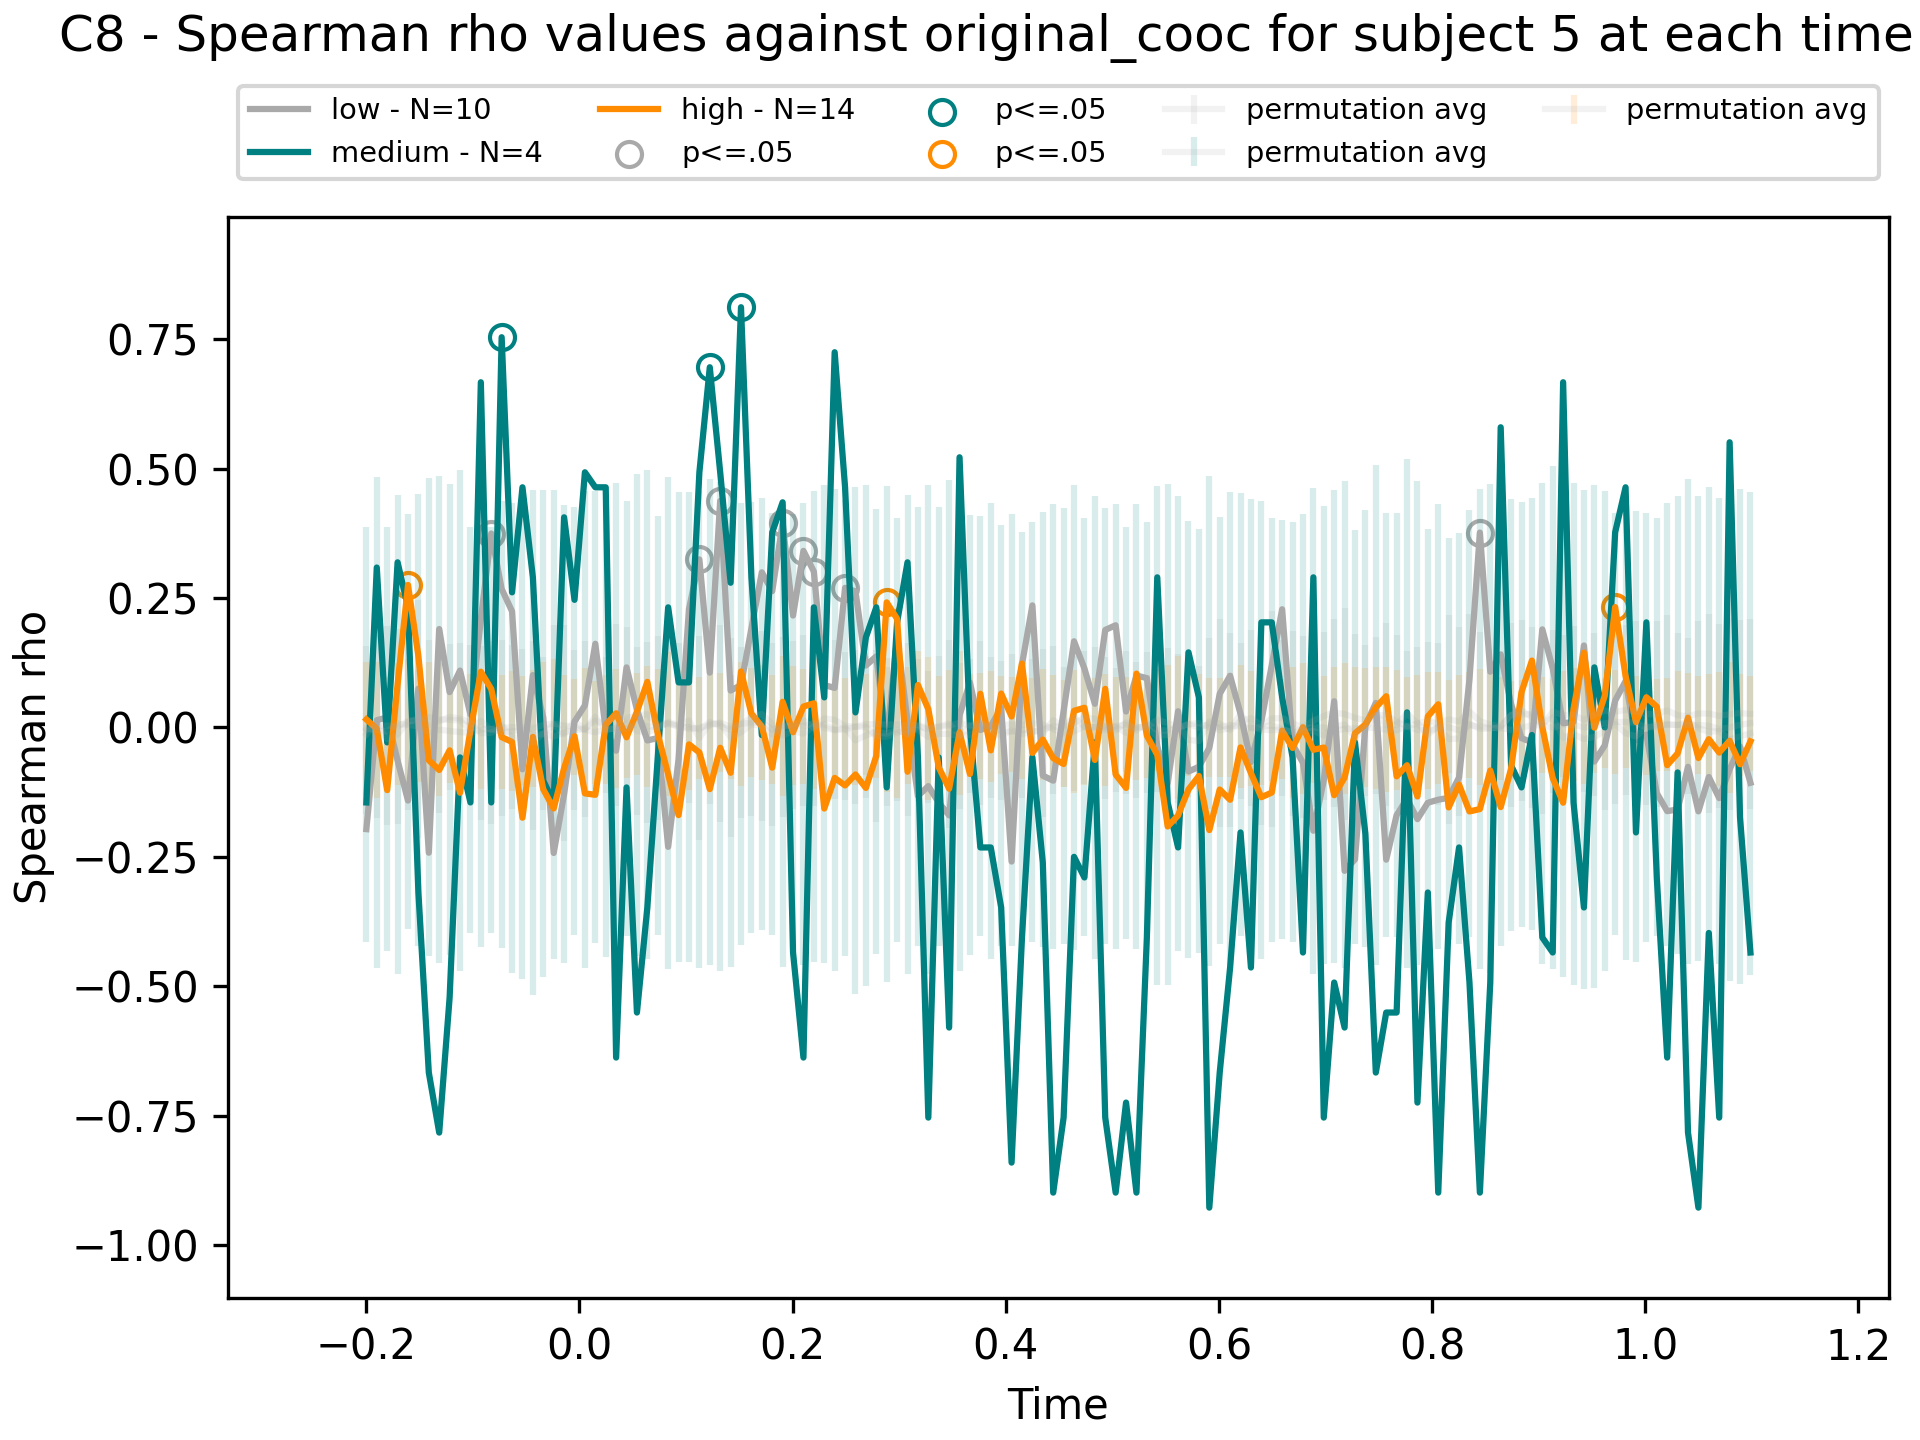 C8 - Spearman rho values against original_cooc for subject 5 at each time
low - N=10
medium - N=4
high - N=14
p<=.05
p<=.05
p<=.05
permutation avg
permutation avg
permutation avg
Spearman rho
0.75
0.50
0.25
0.00
−0.25
−0.50
−0.75
−1.00
−0.2 0.0 0.2 0.4 0.6 0.8 1.0 1.2
Time